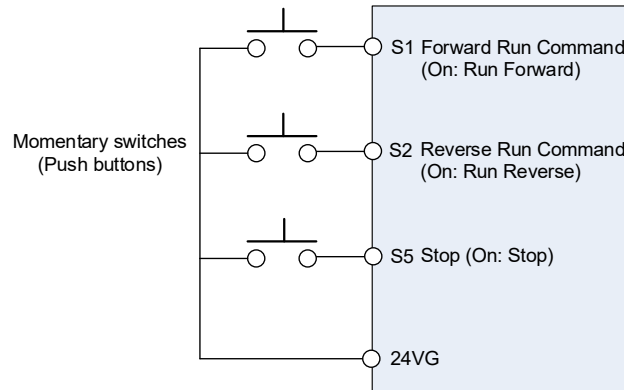 S1 Forward Run Command
(On: Run Forward)
Momentary switches
(Push buttons)
S2 Reverse Run Command
(On: Run Reverse)
S5 Stop (On: Stop)
24VG